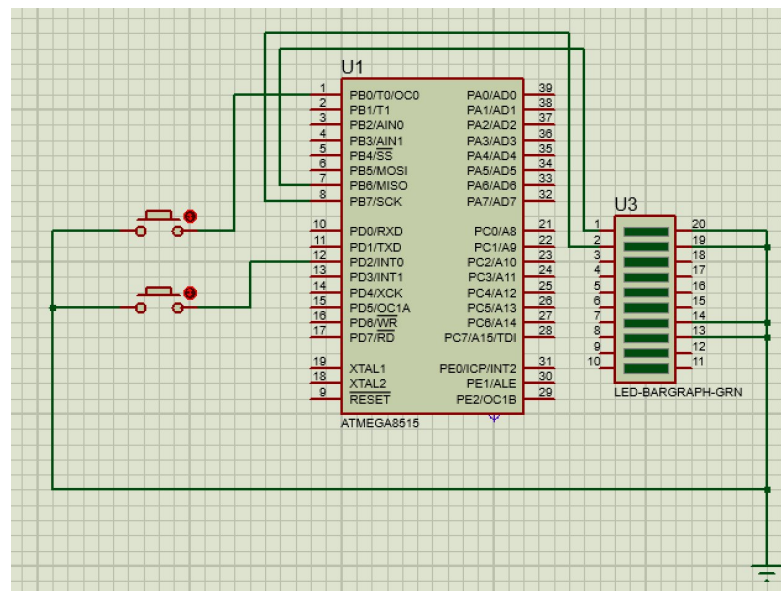 U1
1 PB0/T0/OC0 PA0/AD0 39
2 PB1/T1 PA1/AD1 38
3 PB2/AIN0 PA2/AD2 37
4 PB3/AIN1 PA3/AD3 36
5 PB4/SS PA4/AD4 35
6 PB5/MOSI PA5/AD5 34
7 PB6/MISO PA6/AD6 33
8 PB7/SCK PA7/AD7 32
10 PD0/RXD PC0/A8 21
11 PD1/TXD PC1/A9 22
12 PD2/INT0 PC2/A10 23
13 PD3/INT1 PC3/A11 24
14 PD4/XCK PC4/A12 25
15 PD5/OC1A PC5/A13 26
16 PD6/WR PC6/A14 27
17 PD7/RD PC7/A15/TDI 28
19 XTAL1 PE0/ICP/INT2 31
18 XTAL2 PE1/ALE 30
9 RESET PE2/OC1B 29
ATMEGA8515
U3
1 20
2 19
3 18
4 17
5 16
6 15
7 14
8 13
9 12
10 11
LED-BARGRAPH-GRN